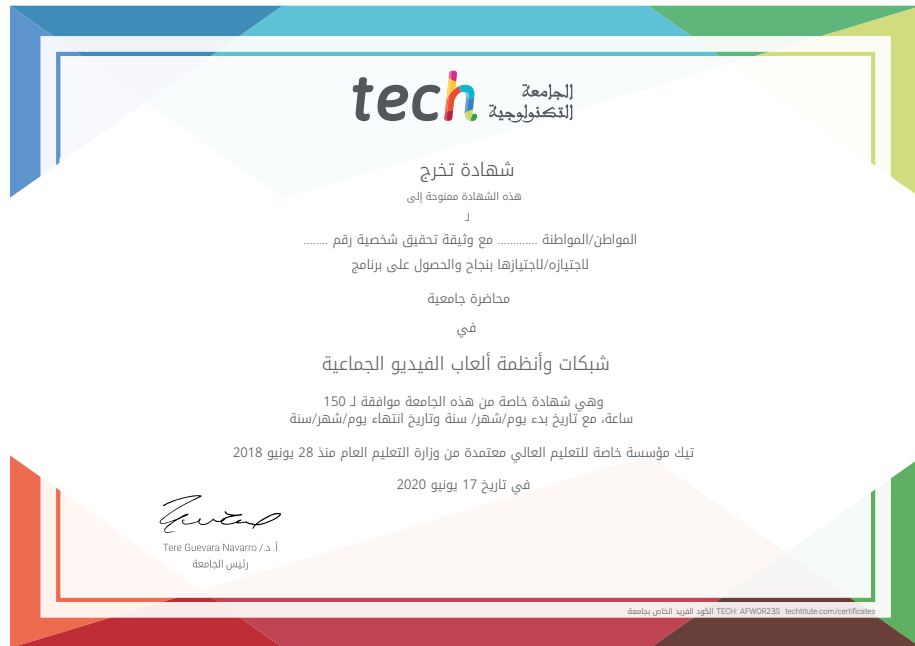 tech الجامعة
التكنولوجية
شهادة تخرج
هذه الشهادة ممنوحة إلى
لـ
المواطن/المواطنة ............ مع وثيقة تحقيق شخصية رقم ........
لاجتيازه/لاجتيازها بنجاح والحصول على برنامج
محاضرة جامعية
في
شبكات وأنظمة ألعاب الفيديو الجماعية
وهي شهادة خاصة من هذه الجامعة موافقة لـ 150
ساعة، مع تاريخ بدء يوم/شهر/ سنة وتاريخ انتهاء يوم/شهر/سنة
تيك مؤسسة خاصة للتعليم العالي معتمدة من وزارة التعليم العام منذ 28 يونيو 2018
في تاريخ 17 يونيو 2020
أ.د./ Tere Guevara Navarro
رئيس الجامعة
الكود الفريد الخاص بجامعة TECH: AFWOR23S techtitute.com/certificates